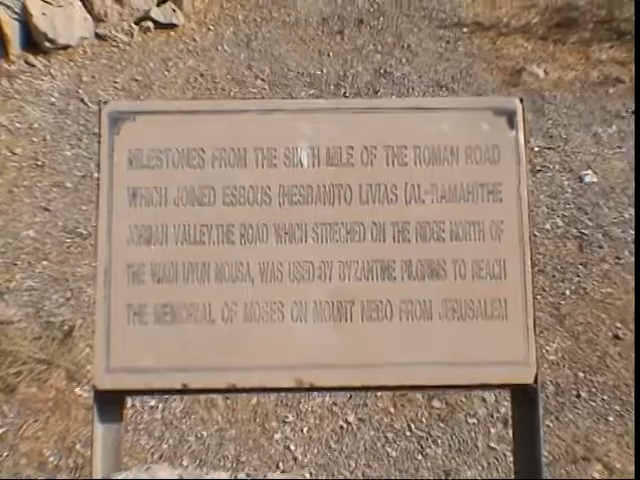 MILESTONES FROM THE SIXTH MILE OF THE ROMAN ROAD
WHICH JOINED ESBOUS (HESBAN)TO LIVIAS (AL-RAMAH)THE
JORDAN VALLEY.THE ROAD WHICH STRECHED ON THE RIDGE NORTH OF
THE WADI UYUN MOUSA, WAS USED BY BYZANTINE PILGRIMS TO REACH
THE MEMORIAL OF MOSES ON MOUNT NEBO FROM JERUSALEM